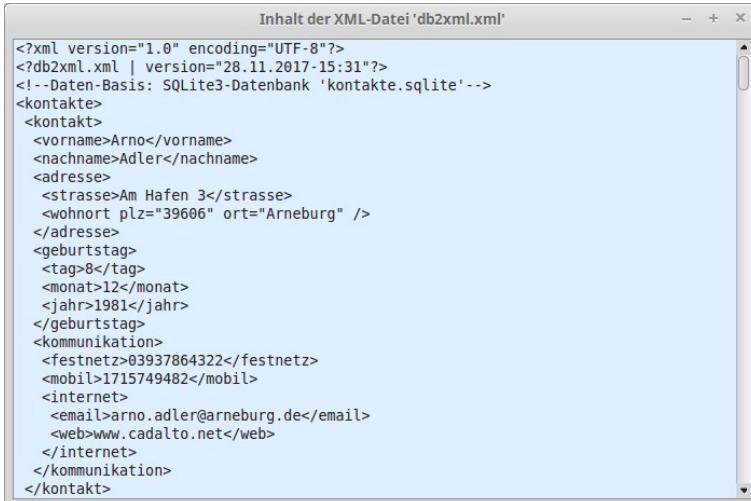 Inhalt der XML-Datei 'db2xml.xml'
<?xml version="1.0" encoding="UTF-8"?>
<?db2xml.xml | version="28.11.2017-15:31"?>
<!--Daten-Basis: SQLite3-Datenbank 'kontakte.sqlite'-->
<kontakte>
<kontakt>
<vorname>Arno</vorname>
<nachname>Adler</nachname>
<adresse>
<strasse>Am Hafen 3</strasse>
<wohnort plz="39606" ort="Arneburg" />
</adresse>
<geburtstag>
<tag>8</tag>
<monat>12</monat>
<jahr>1981</jahr>
</geburtstag>
<kommunikation>
<festnetz>03937864322</festnetz>
<mobil>1715749482</mobil>
<internet>
<email>arno.adler@arneburg.de</email>
<web>www.cadalto.net</web>
</internet>
</kommunikation>
</kontakt>